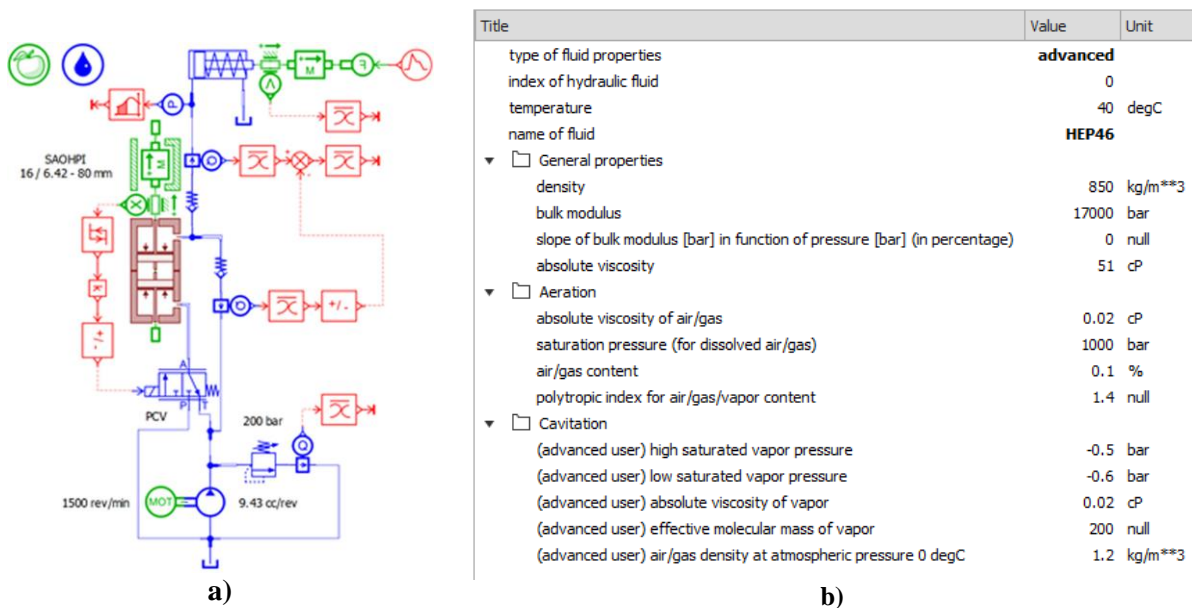 SAOHPI
16 / 6.42 - 80 mm
P
V
M
F
M
X
Q
Q
+/-
+/-
K
A
P T
PCV
200 bar
Q
MOT
1500 rev/min
9.43 cc/rev
a)
Title Value Unit
type of fluid properties advanced
index of hydraulic fluid 0
temperature 40 degC
name of fluid HEP46
General properties
density 850 kg/m**3
bulk modulus 17000 bar
slope of bulk modulus [bar] in function of pressure [bar] (in percentage) 0 null
absolute viscosity 51 cP
Aeration
absolute viscosity of air/gas 0.02 cP
saturation pressure (for dissolved air/gas) 1000 bar
air/gas content 0.1 %
polytropic index for air/gas/vapor content 1.4 null
Cavitation
(advanced user) high saturated vapor pressure -0.5 bar
(advanced user) low saturated vapor pressure -0.6 bar
(advanced user) absolute viscosity of vapor 0.02 cP
(advanced user) effective molecular mass of vapor 200 null
(advanced user) air/gas density at atmospheric pressure 0 degC 1.2 kg/m**3
b)